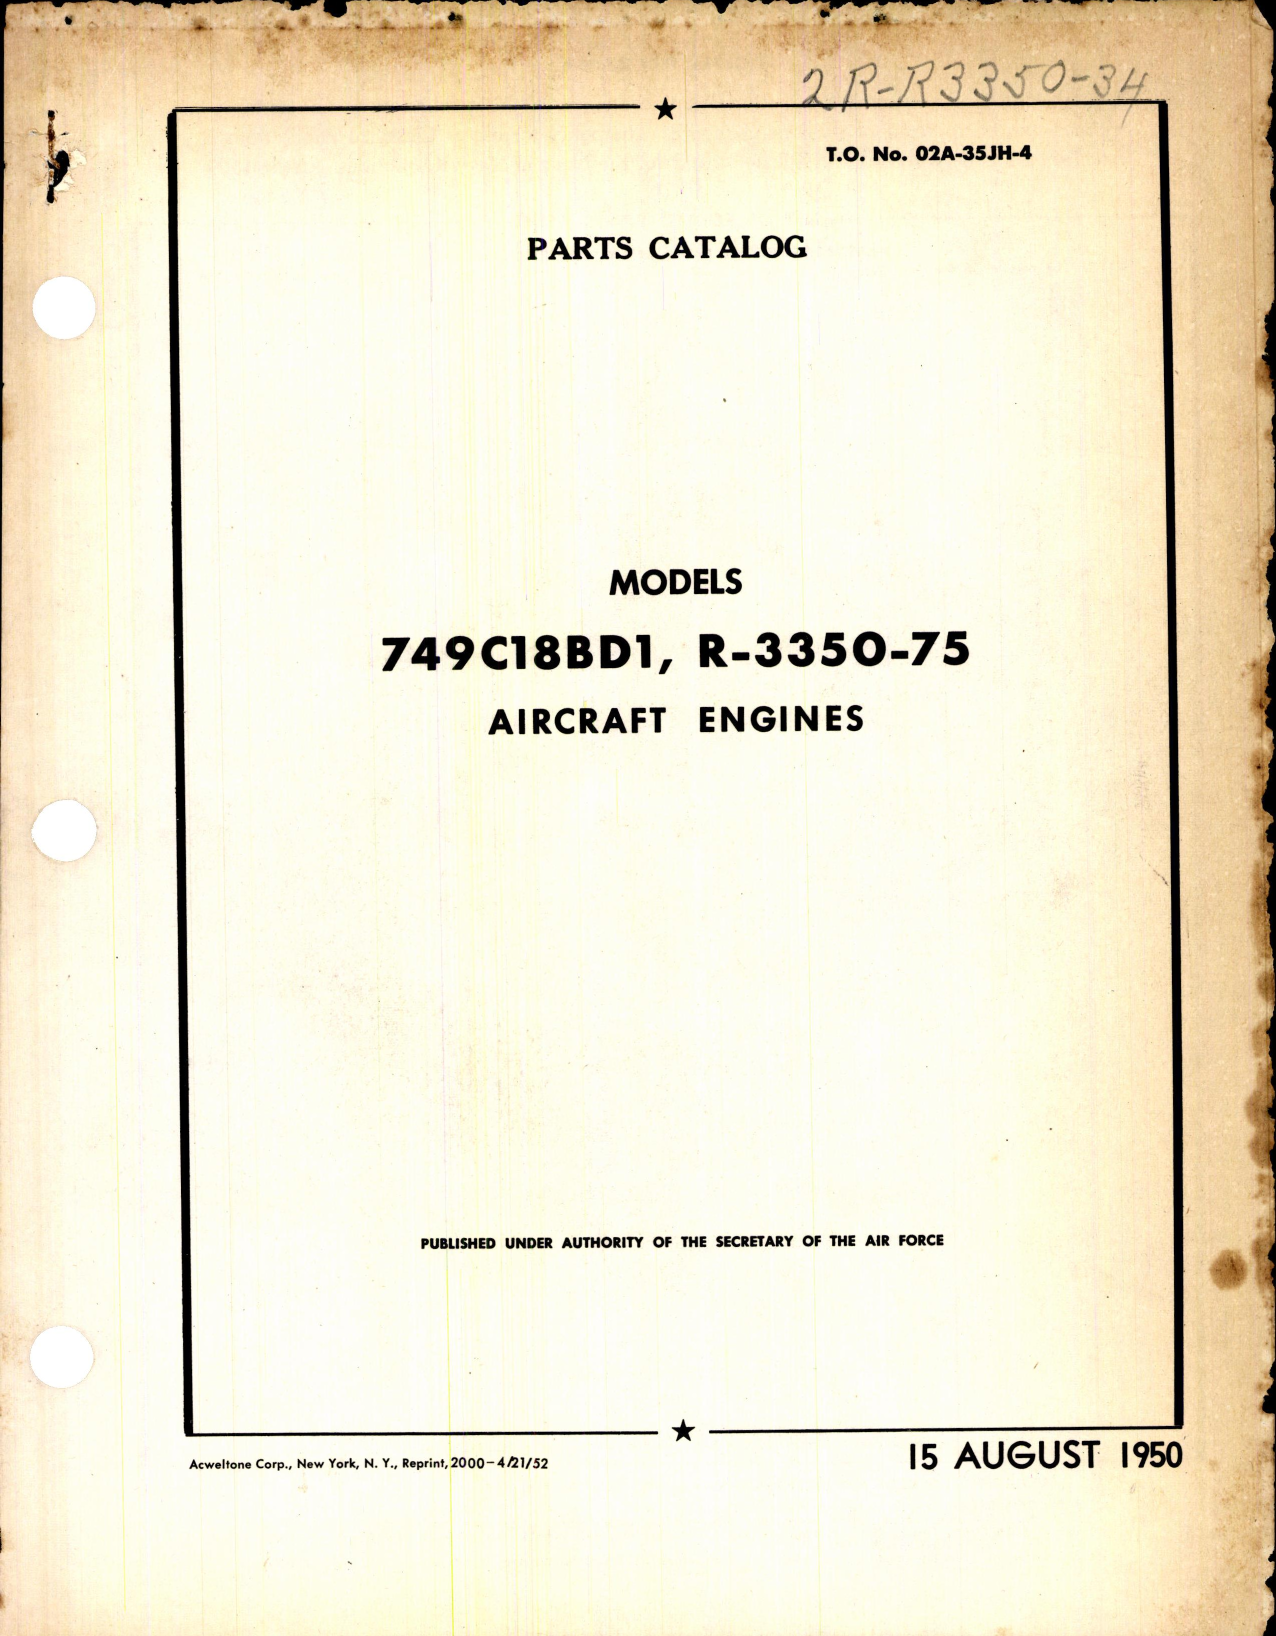 2R-R3350-34
T.O. No. 02A-35JH-4
PARTS CATALOG
MODELS
749C18BD1, R-3350-75
AIRCRAFT ENGINES
PUBLISHED UNDER AUTHORITY OF THE SECRETARY OF THE AIR FORCE
Acweltone Corp., New York, N. Y., Reprint, 2000-4/21/52
15 AUGUST 1950